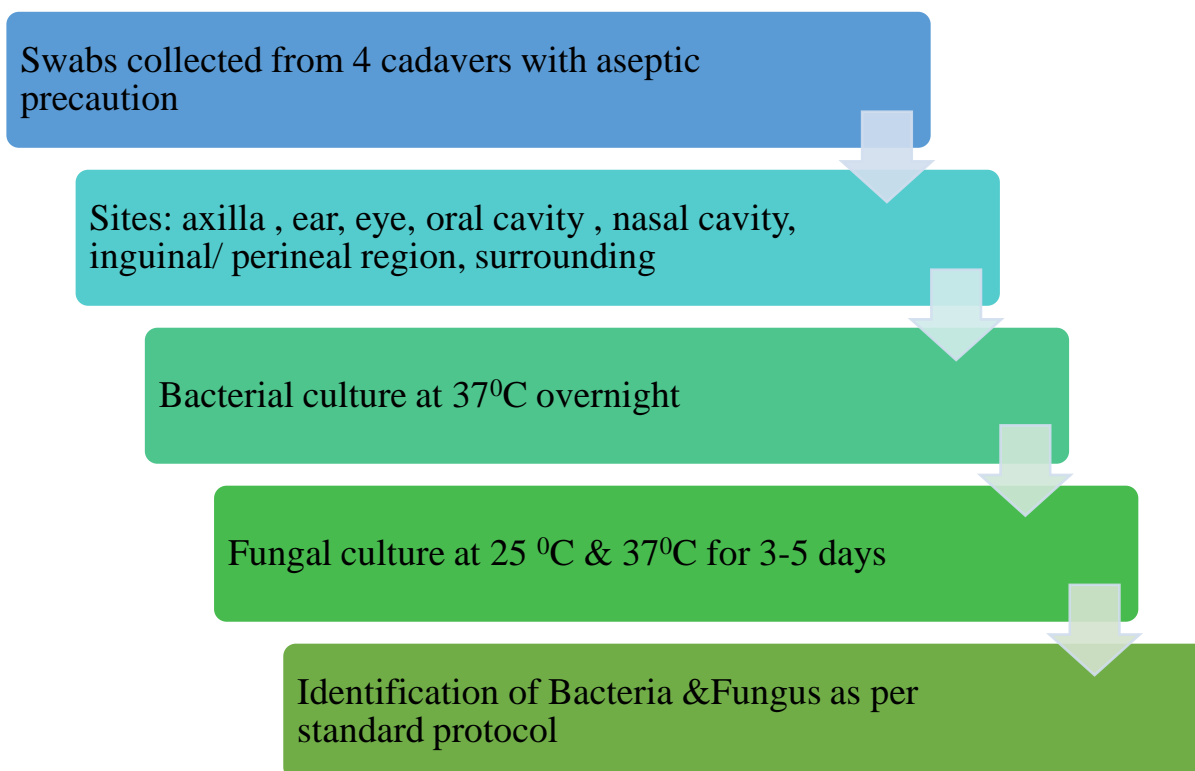 Swabs collected from 4 cadavers with aseptic
precaution
Sites: axilla , ear, eye, oral cavity , nasal cavity,
inguinal/ perineal region, surrounding
Bacterial culture at 37⁰C overnight
Fungal culture at 25 ⁰C & 37⁰C for 3-5 days
Identification of Bacteria &Fungus as per
standard protocol